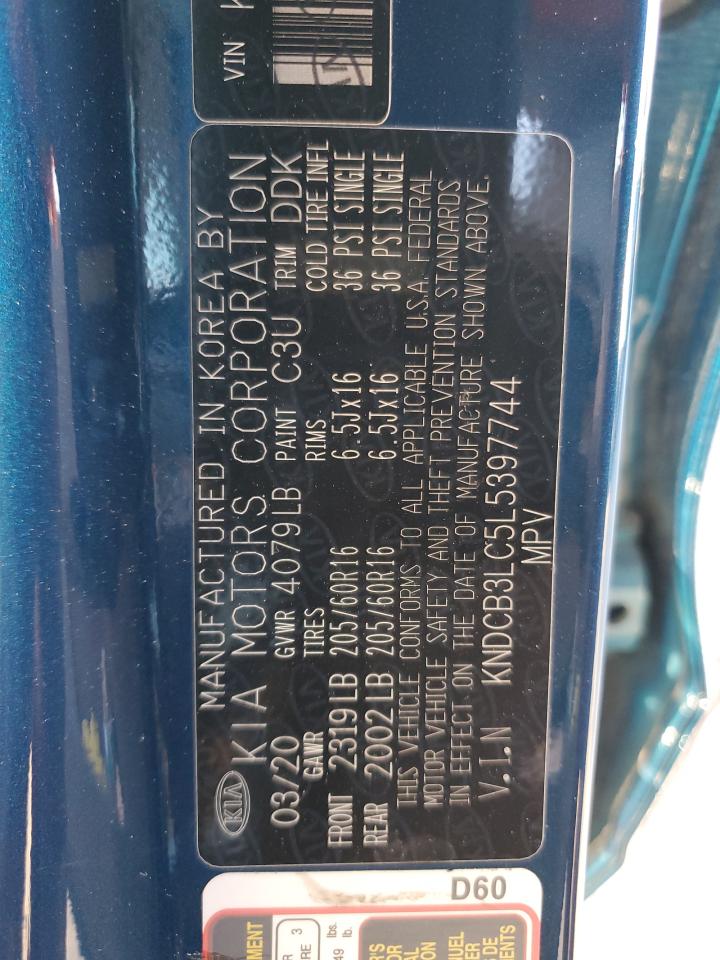 MANUFACTURED IN KOREA BY
KIA KIA MOTORS CORPORATION
03/20 GVWR 4079LB PAINT C3U TRIM DDK
GAWR TIRES RIMS COLD TIRE INFL
FRONT 2319LB 205/60R16 6.5Jx16 36 PSI SINGLE
REAR 2002LB 205/60R16 6.5Jx16 36 PSI SINGLE
THIS VEHICLE CONFORMS TO ALL APPLICABLE U.S.A. FEDERAL
MOTOR VEHICLE SAFETY AND THEFT PREVENTION STANDARDS
IN EFFECT ON THE DATE OF MANUFACTURE SHOWN ABOVE.
V.I.N KNDCB3LC5L5397744
MPV
VIN
D60
3
lbs.
lb.